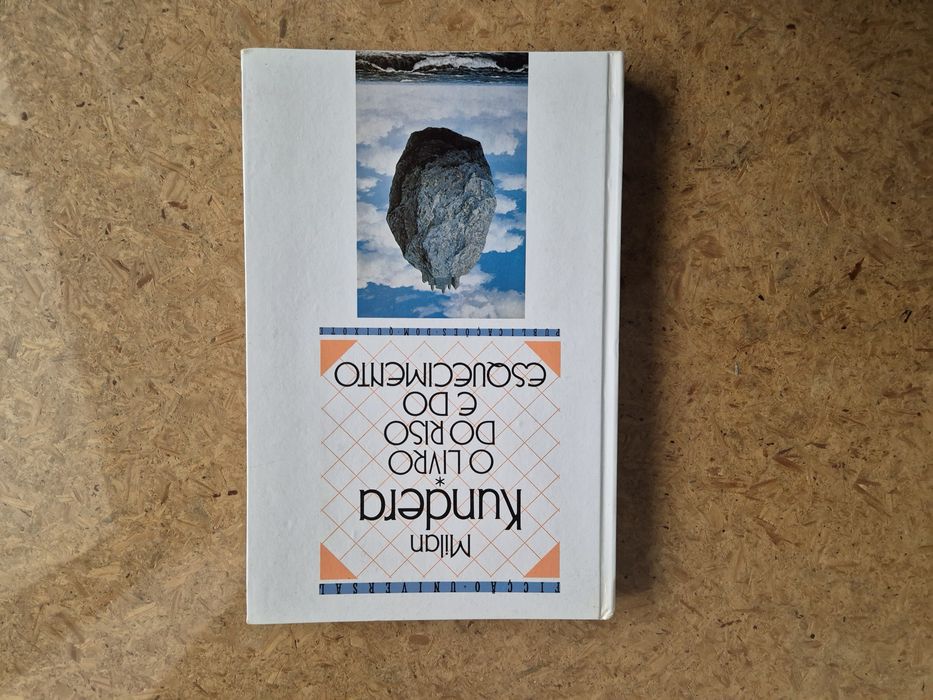 FICÇÃO·UNIVERSAL
Milan
Kundera
*
O LIVRO
DO RISO
E DO
ESQUECIMENTO
PUBLICAÇÕES·DOM·QUIXOTE